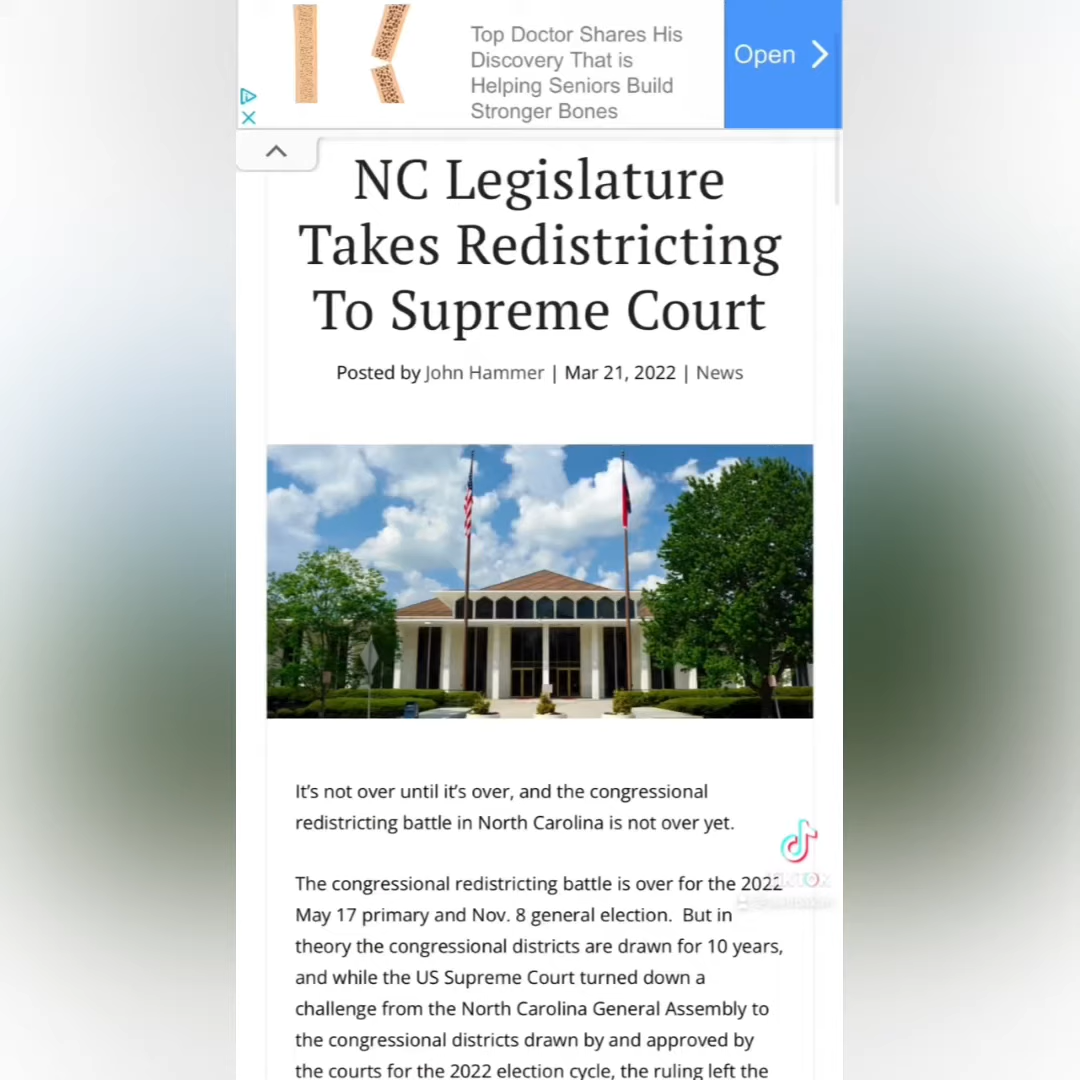 Top Doctor Shares His
Discovery That is
Helping Seniors Build
Stronger Bones
Open
NC Legislature
Takes Redistricting
To Supreme Court
Posted by John Hammer | Mar 21, 2022 | News
It's not over until it's over, and the congressional
redistricting battle in North Carolina is not over yet.
The congressional redistricting battle is over for the 2022
May 17 primary and Nov. 8 general election. But in
theory the congressional districts are drawn for 10 years,
and while the US Supreme Court turned down a
challenge from the North Carolina General Assembly to
the congressional districts drawn by and approved by
the courts for the 2022 election cycle, the ruling left the
TikTok